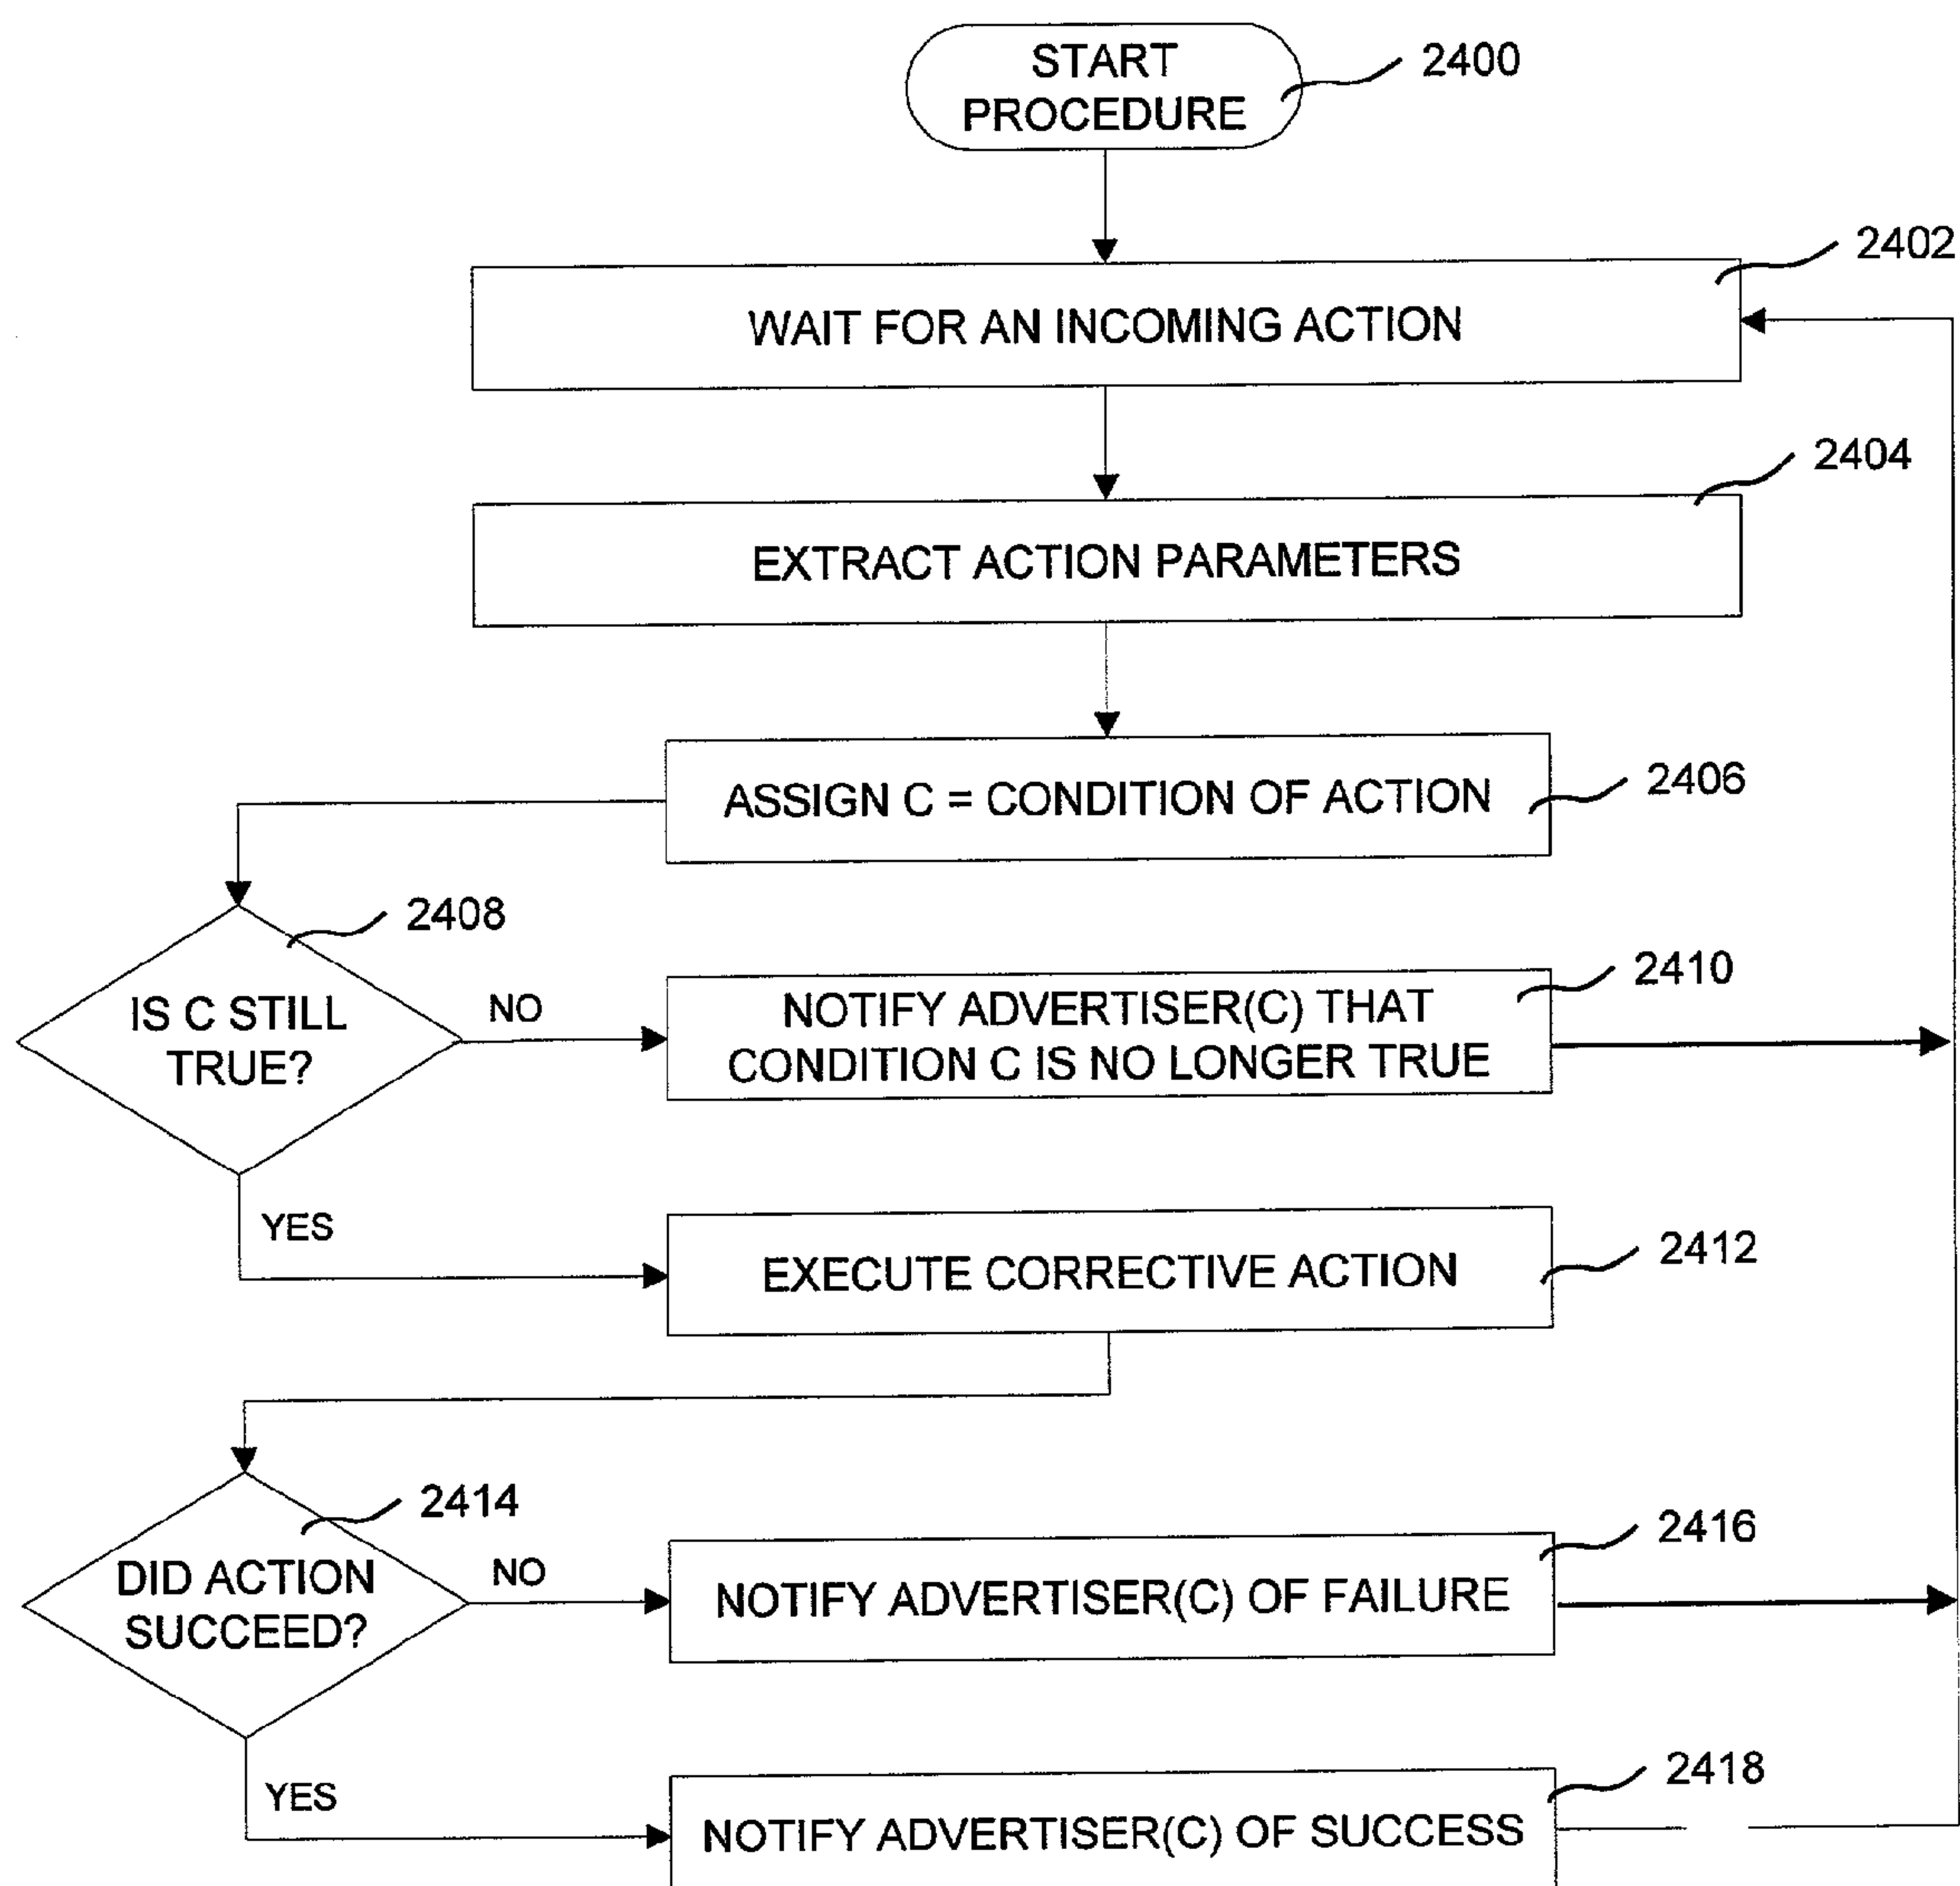 START
PROCEDURE
2400
2402
WAIT FOR AN INCOMING ACTION
2404
EXTRACT ACTION PARAMETERS
ASSIGN C = CONDITION OF ACTION
2406
2408
IS C STILL
TRUE?
NO
NOTIFY ADVERTISER(C) THAT
CONDITION C IS NO LONGER TRUE
2410
YES
EXECUTE CORRECTIVE ACTION
2412
2414
DID ACTION
SUCCEED?
NO
NOTIFY ADVERTISER(C) OF FAILURE
2416
YES
NOTIFY ADVERTISER(C) OF SUCCESS
2418